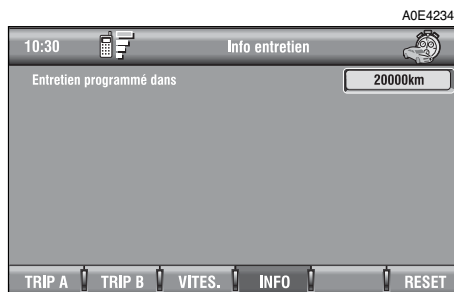 A0E4234
10:30 Info entretien
Entretien programmé dans 20000km
TRIP A TRIP B VITES. INFO RESET